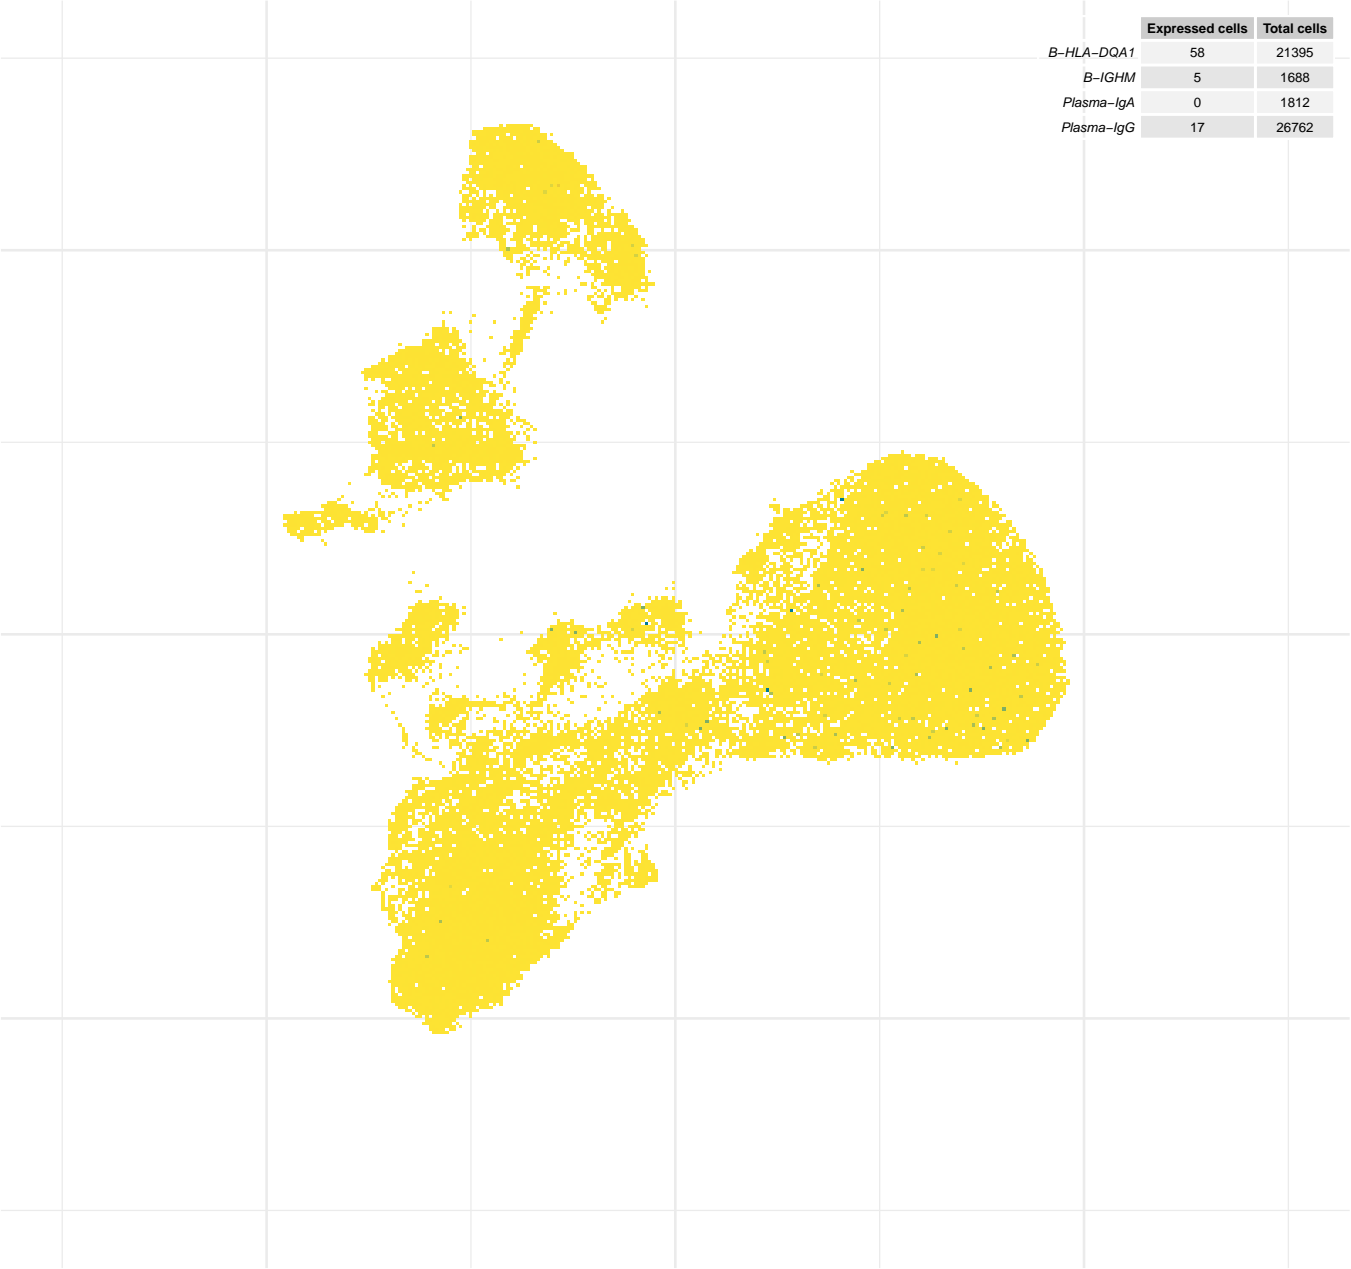 Expressed cells Total cells
B−HLA−DQA1 58 21395
B−IGHM 5 1688
Plasma−IgA 0 1812
Plasma−IgG 17 26762